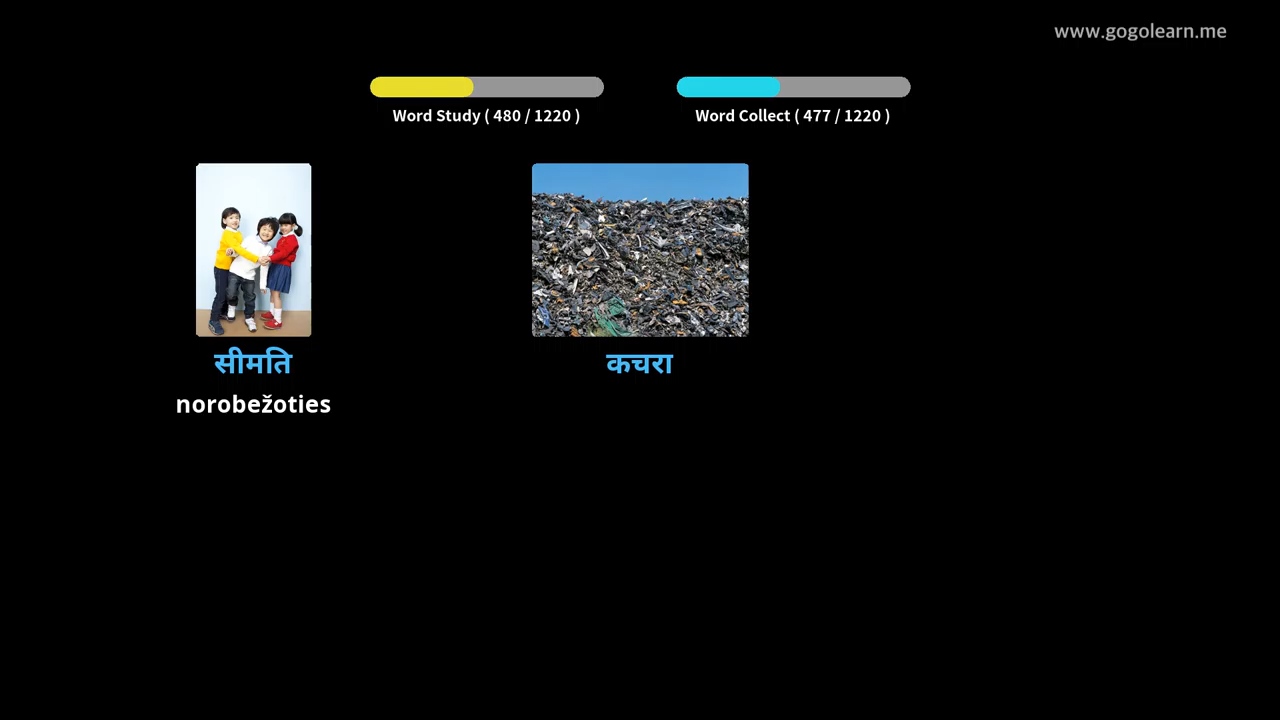 www.gogolearn.me
Word Study ( 480 / 1220 )
Word Collect ( 477 / 1220 )
सीमति
कचरा
norobežoties